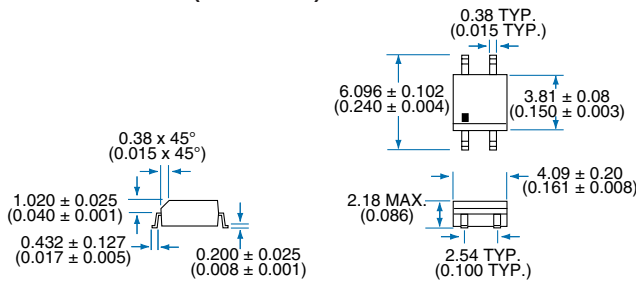 0.38 TYP.
(0.015 TYP.)
6.096 ± 0.102
(0.240 ± 0.004)
3.81 ± 0.08
(0.150 ± 0.003)
0.38 x 45°
(0.015 x 45°)
4.09 ± 0.20
(0.161 ± 0.008)
1.020 ± 0.025
(0.040 ± 0.001)
2.18 MAX.
(0.086)
0.432 ± 0.127
(0.017 ± 0.005)
0.200 ± 0.025
(0.008 ± 0.001)
2.54 TYP.
(0.100 TYP.)